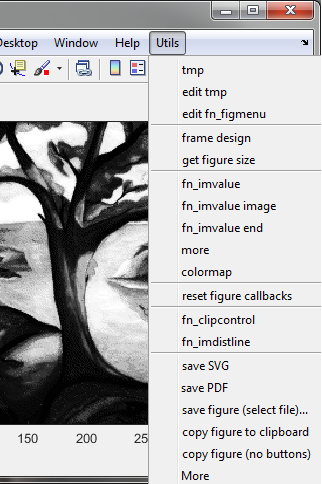 Desktop Window Help Utils
tmp
edit tmp
edit fn_figmenu
frame design
get figure size
fn_imvalue
fn_imvalue image
fn_imvalue end
more
colormap
reset figure callbacks
fn_clipcontrol
fn_imdistline
save SVG
save PDF
save figure (select file)...
copy figure to clipboard
copy figure (no buttons)
More
150 200 25